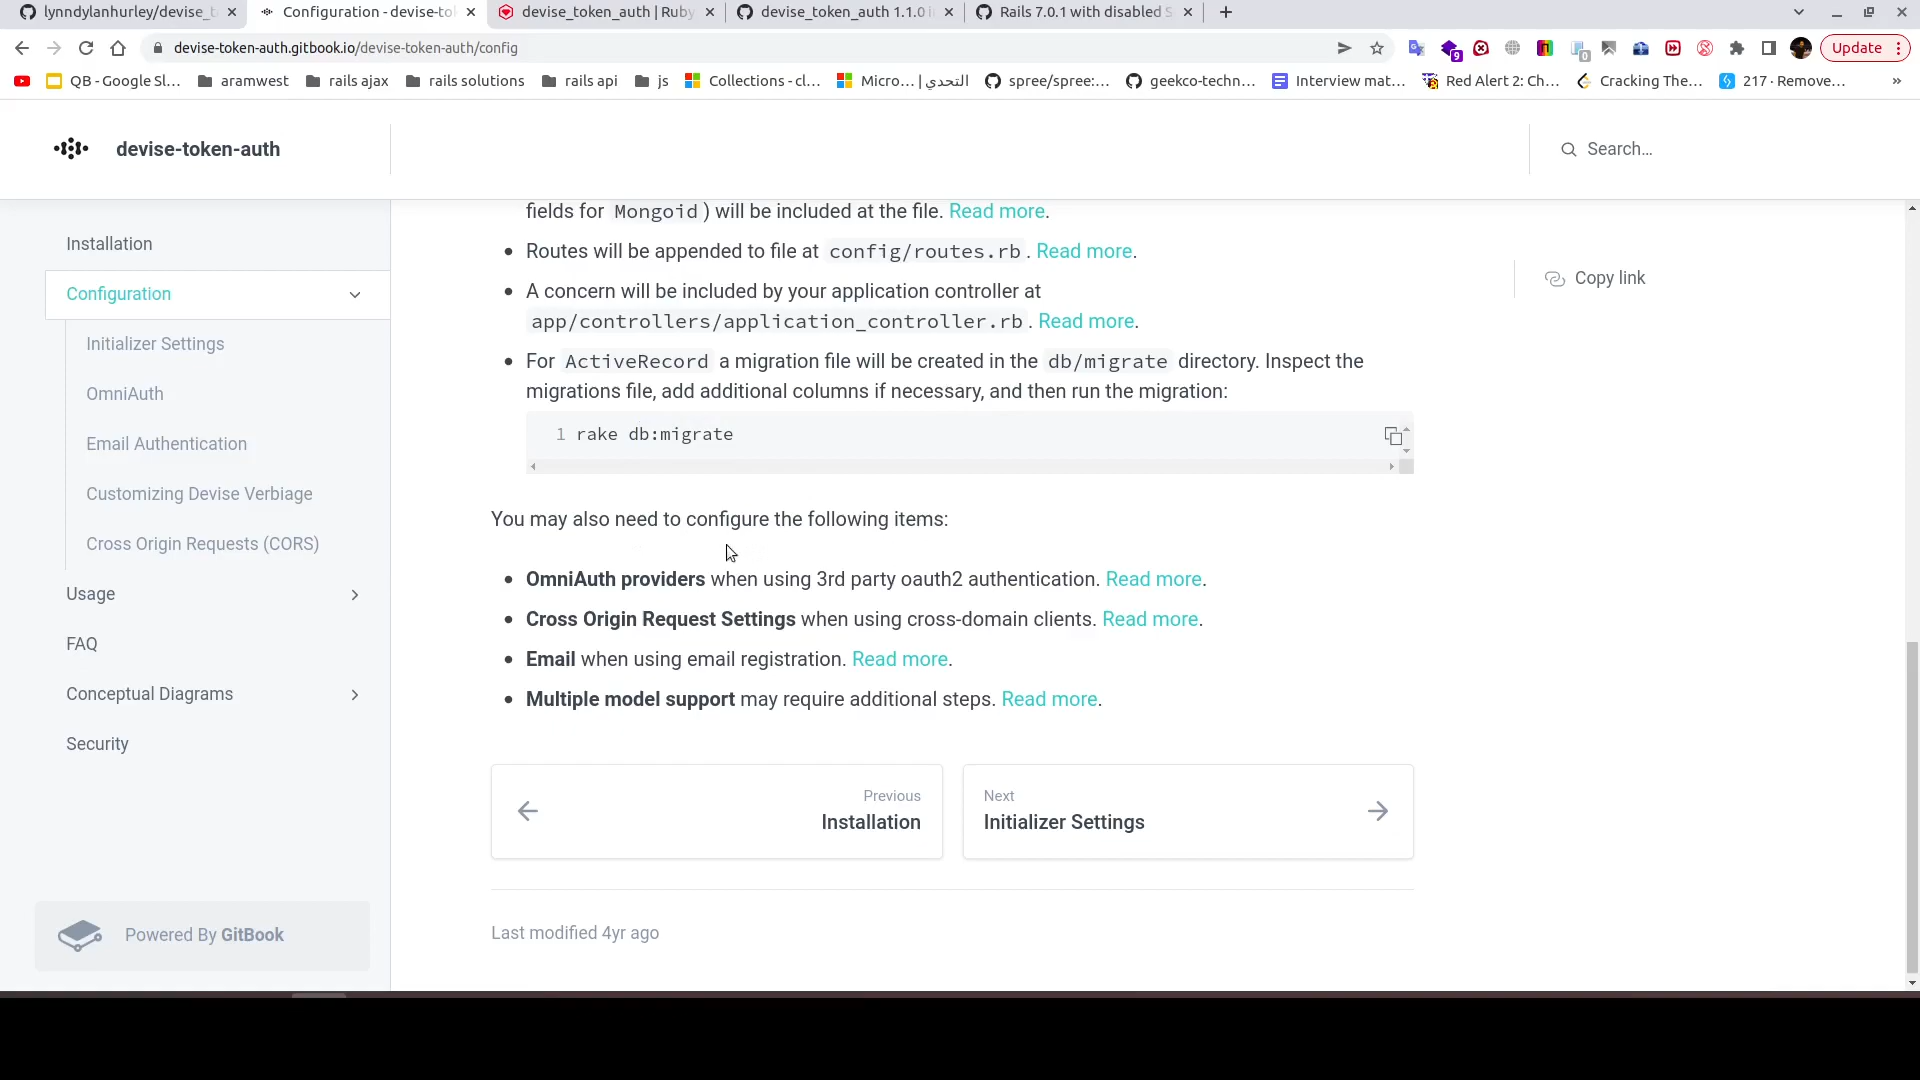 lynndylanhurley/devise_t
Configuration - devise-to
devise_token_auth | Ruby
devise_token_auth 1.1.0 i
Rails 7.0.1 with disabled S
devise-token-auth.gitbook.io/devise-token-auth/config
9
0
Update
QB - Google Sl...
aramwest
rails ajax
rails solutions
rails api
js
Collections - cl...
Micro... | التحدي
spree/spree:...
geekco-techn...
Interview mat...
Red Alert 2: Ch...
Cracking The...
217 · Remove...
»
devise-token-auth
Search...
Installation
Configuration
Initializer Settings
OmniAuth
Email Authentication
Customizing Devise Verbiage
Cross Origin Requests (CORS)
Usage
FAQ
Conceptual Diagrams
Security
Powered By GitBook
fields for Mongoid ) will be included at the file. Read more.
• Routes will be appended to file at config/routes.rb . Read more.
• A concern will be included by your application controller at
app/controllers/application_controller.rb . Read more.
• For ActiveRecord a migration file will be created in the db/migrate directory. Inspect the
migrations file, add additional columns if necessary, and then run the migration:
1 rake db:migrate
You may also need to configure the following items:
• OmniAuth providers when using 3rd party oauth2 authentication. Read more.
• Cross Origin Request Settings when using cross-domain clients. Read more.
• Email when using email registration. Read more.
• Multiple model support may require additional steps. Read more.
Previous
Installation
Next
Initializer Settings
Last modified 4yr ago
Copy link